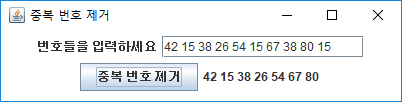 중복 번호 제거
번호들을 입력하세요 42 15 38 26 54 15 67 38 80 15
중복 번호 제거 42 15 38 26 54 67 80